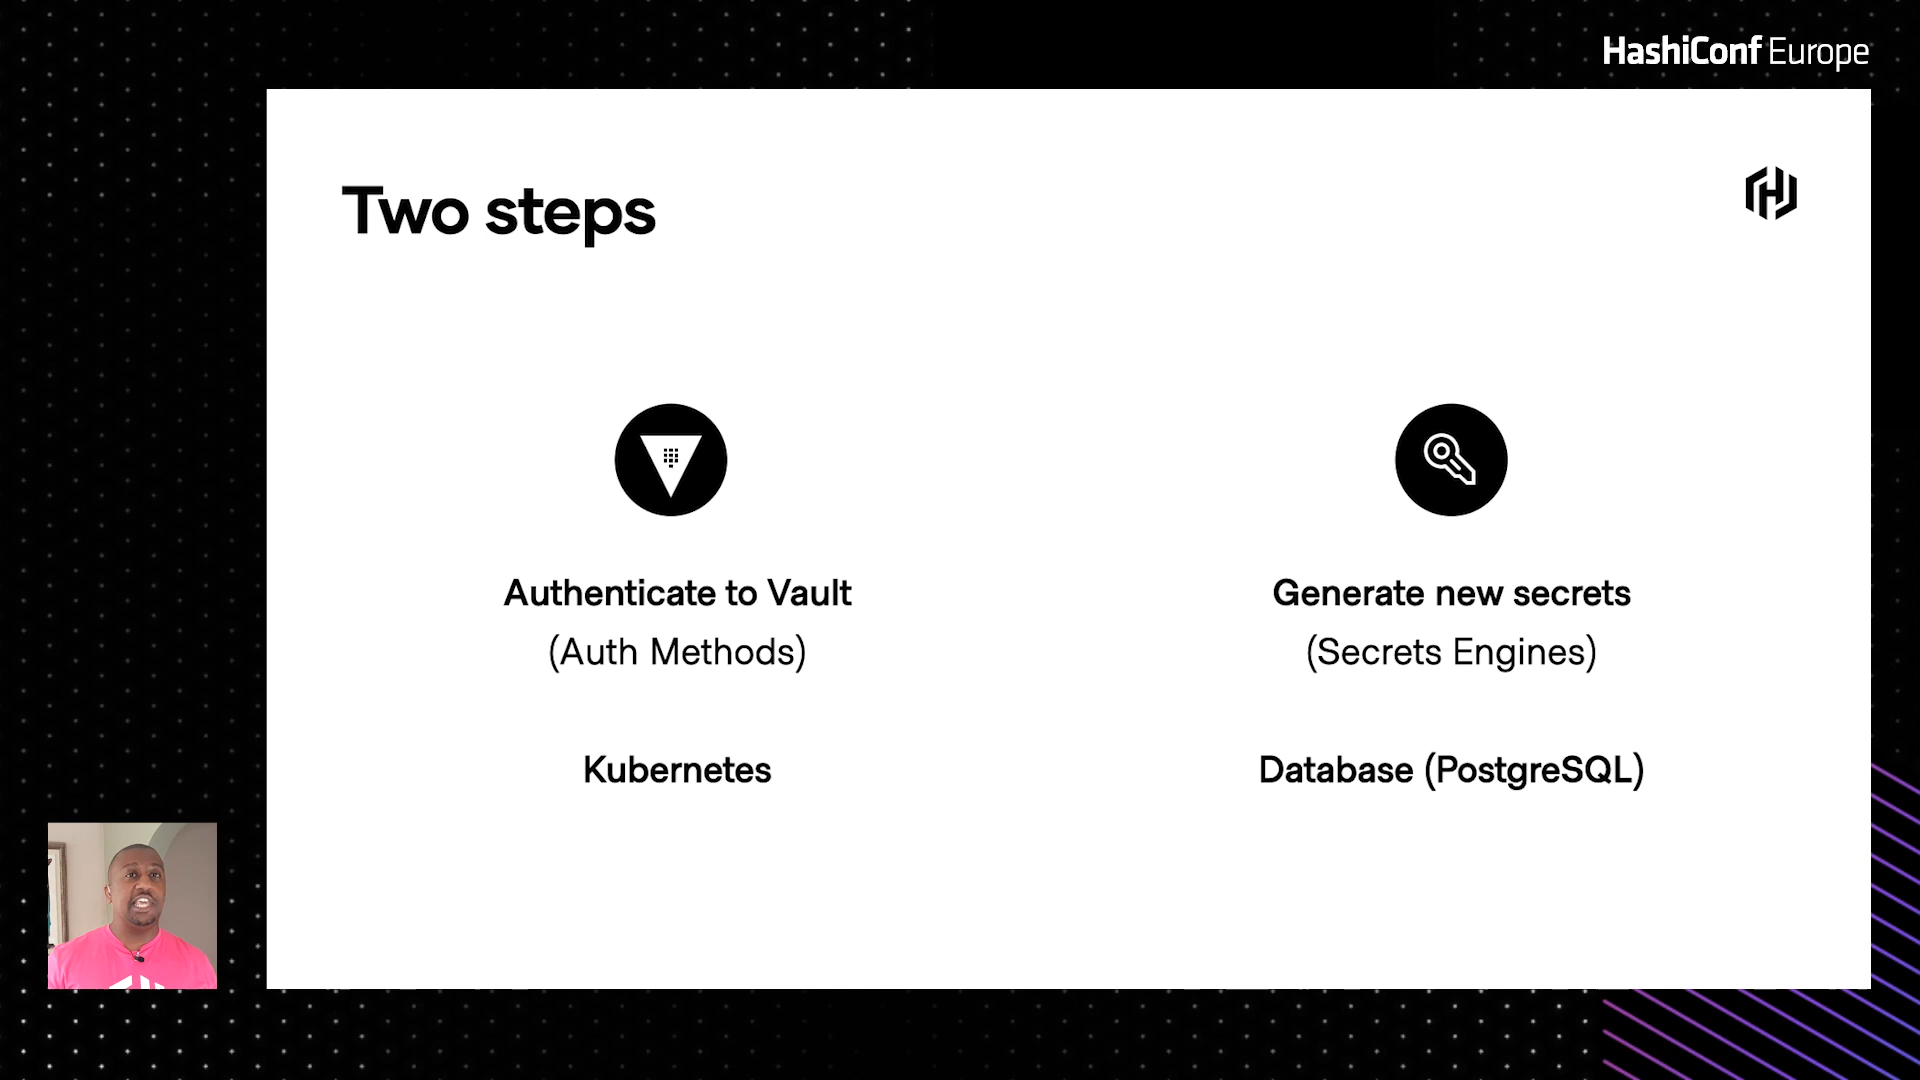 HashiConf Europe
Two steps
Authenticate to Vault
(Auth Methods)
Kubernetes
Generate new secrets
(Secrets Engines)
Database (PostgreSQL)